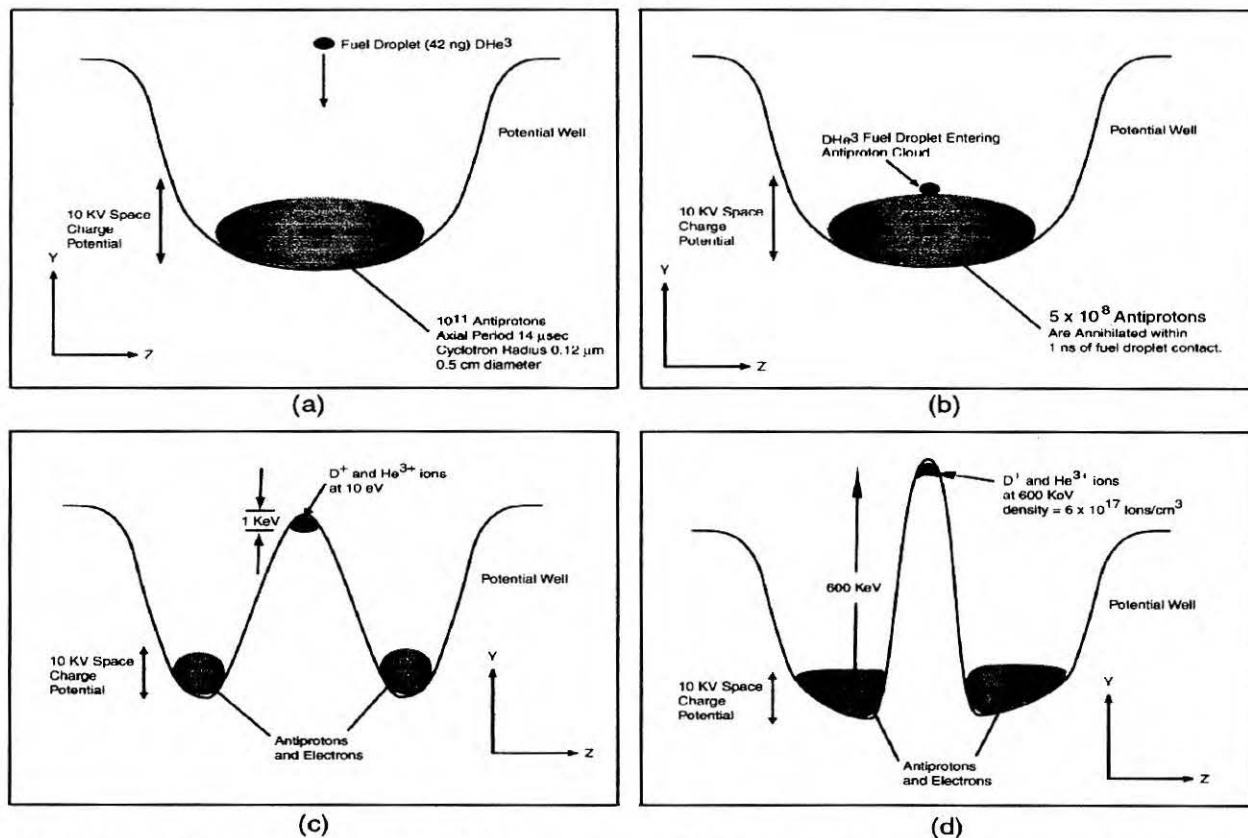 Fuel Droplet (42 ng) DHe³
Potential Well
10 KV Space
Charge
Potential
Y
Z
10¹¹ Antiprotons
Axial Period 14 μsec
Cyclotron Radius 0.12 μm
0.5 cm diameter
(a)
DHe³ Fuel Droplet Entering
Antiproton Cloud
Potential Well
10 KV Space
Charge
Potential
Y
Z
5 x 10⁸ Antiprotons
Are Annihilated within
1 ns of fuel droplet contact.
(b)
D⁺ and He³⁺ ions
at 10 eV
1 KeV
Potential Well
10 KV Space
Charge
Potential
Y
Z
Antiprotons
and Electrons
(c)
D⁺ and He³⁺ ions
at 600 KeV
density = 6 x 10¹⁷ Ions/cm³
600 KeV
Potential Well
10 KV Space
Charge
Potential
Y
Z
Antiprotons
and Electrons
(d)